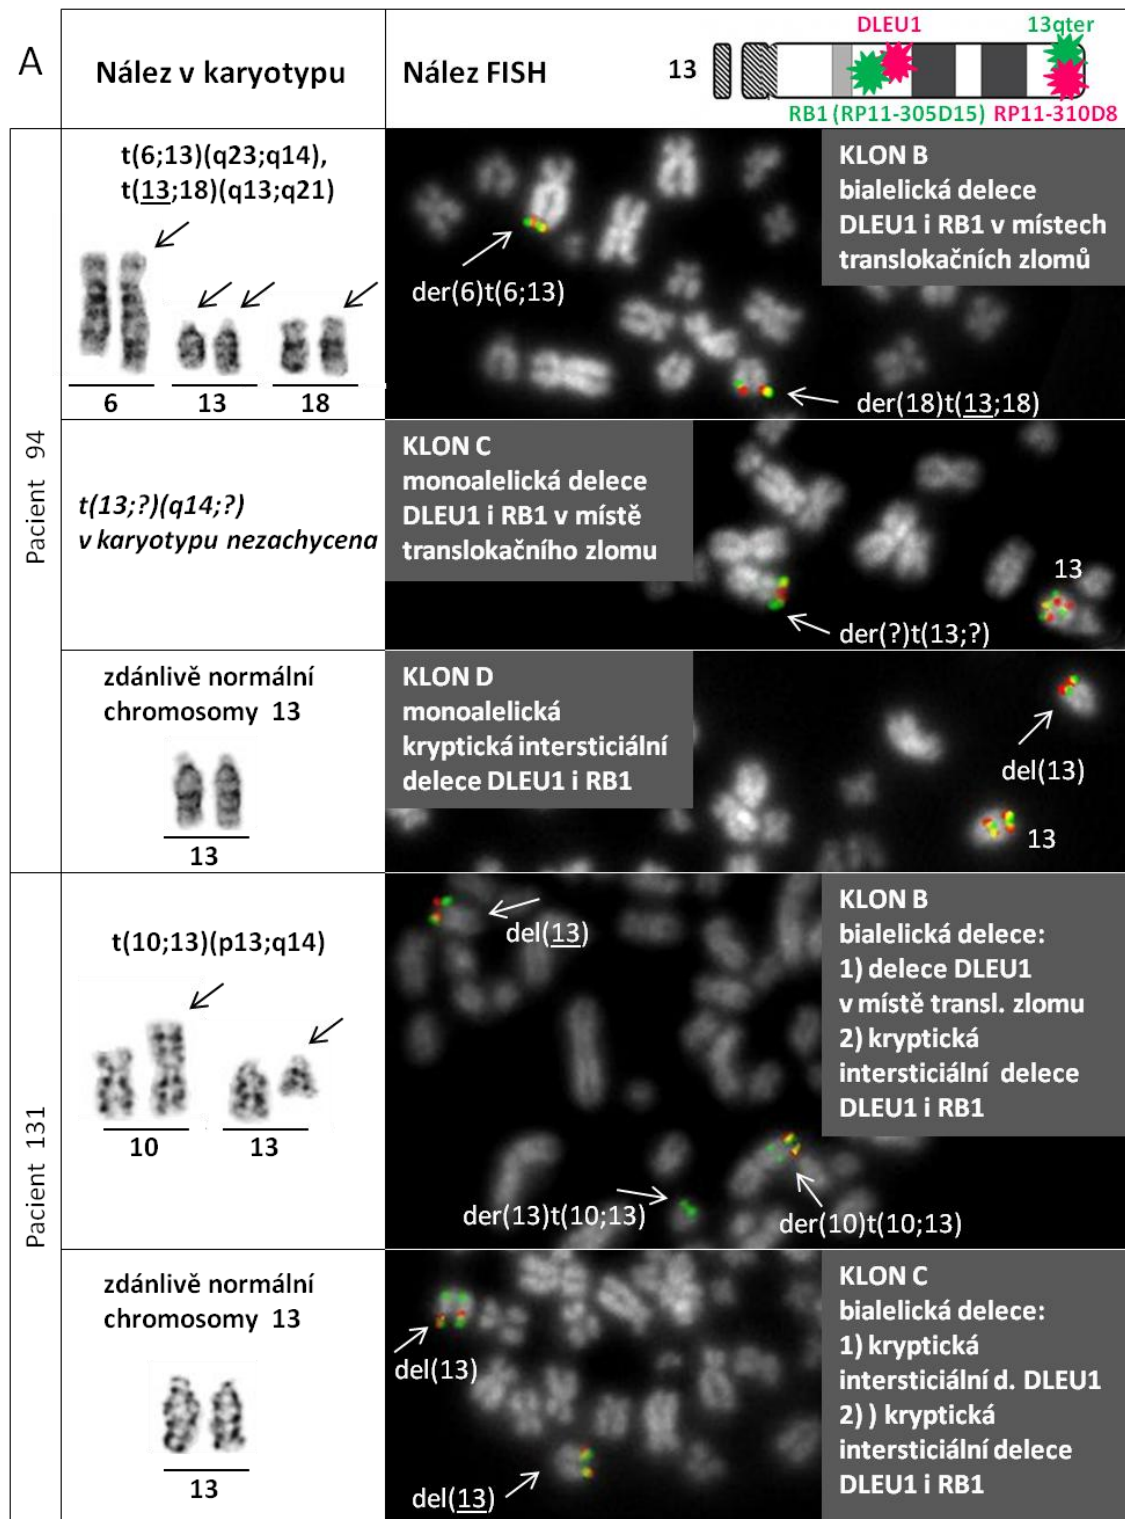 A
Nález v karyotypu
Nález FISH
13
DLEU1
13qter
RB1 (RP11-305D15)
RP11-310D8
Pacient 94
t(6;13)(q23;q14),
t(13;18)(q13;q21)
6
13
18
der(6)t(6;13)
der(18)t(13;18)
KLON B
bialelická delece
DLEU1 i RB1 v místech
translokačních zlomů
t(13;?)(q14;?)
v karyotypu nezachycena
KLON C
monoalelická delece
DLEU1 i RB1 v místě
translokačního zlomu
13
der(?)t(13;?)
zdánlivě normální
chromosomy 13
13
KLON D
monoalelická
kryptická intersticiální
delece DLEU1 i RB1
del(13)
13
Pacient 131
t(10;13)(p13;q14)
10
13
del(13)
der(13)t(10;13)
der(10)t(10;13)
KLON B
bialelická delece:
1) delece DLEU1
v místě transl. zlomu
2) kryptická
intersticiální delece
DLEU1 i RB1
zdánlivě normální
chromosomy 13
13
del(13)
del(13)
KLON C
bialelická delece:
1) kryptická
intersticiální d. DLEU1
2) ) kryptická
intersticiální delece
DLEU1 i RB1